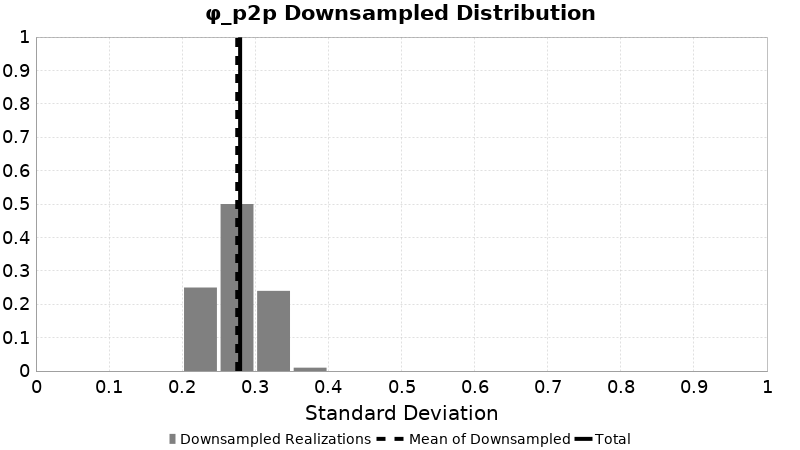 φ_p2p Downsampled Distribution
1
0.9
0.8
0.7
0.6
0.5
0.4
0.3
0.2
0.1
0
0 0.1 0.2 0.3 0.4 0.5 0.6 0.7 0.8 0.9 1
Standard Deviation
Downsampled Realizations Mean of Downsampled Total